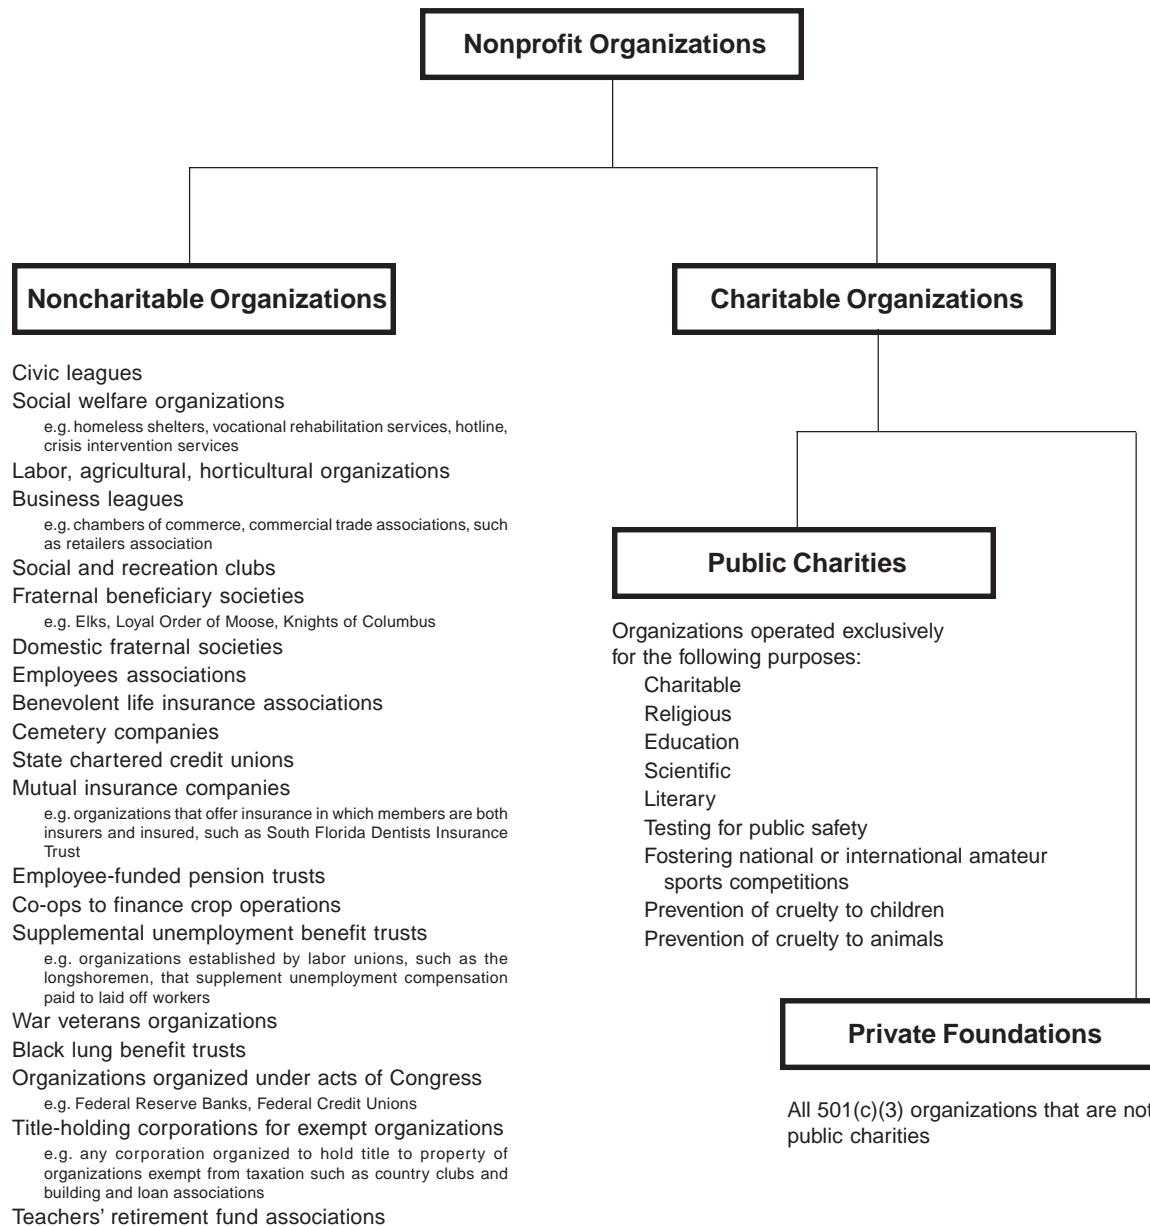 Nonprofit Organizations
Noncharitable Organizations
Civic leagues
Social welfare organizations
e.g. homeless shelters, vocational rehabilitation services, hotline,
crisis intervention services
Labor, agricultural, horticultural organizations
Business leagues
e.g. chambers of commerce, commercial trade associations, such
as retailers association
Social and recreation clubs
Fraternal beneficiary societies
e.g. Elks, Loyal Order of Moose, Knights of Columbus
Domestic fraternal societies
Employees associations
Benevolent life insurance associations
Cemetery companies
State chartered credit unions
Mutual insurance companies
e.g. organizations that offer insurance in which members are both
insurers and insured, such as South Florida Dentists Insurance
Trust
Employee-funded pension trusts
Co-ops to finance crop operations
Supplemental unemployment benefit trusts
e.g. organizations established by labor unions, such as the
longshoremen, that supplement unemployment compensation
paid to laid off workers
War veterans organizations
Black lung benefit trusts
Organizations organized under acts of Congress
e.g. Federal Reserve Banks, Federal Credit Unions
Title-holding corporations for exempt organizations
e.g. any corporation organized to hold title to property of
organizations exempt from taxation such as country clubs and
building and loan associations
Teachers' retirement fund associations
Charitable Organizations
Public Charities
Organizations operated exclusively
for the following purposes:
Charitable
Religious
Education
Scientific
Literary
Testing for public safety
Fostering national or international amateur
sports competitions
Prevention of cruelty to children
Prevention of cruelty to animals
Private Foundations
All 501(c)(3) organizations that are not
public charities